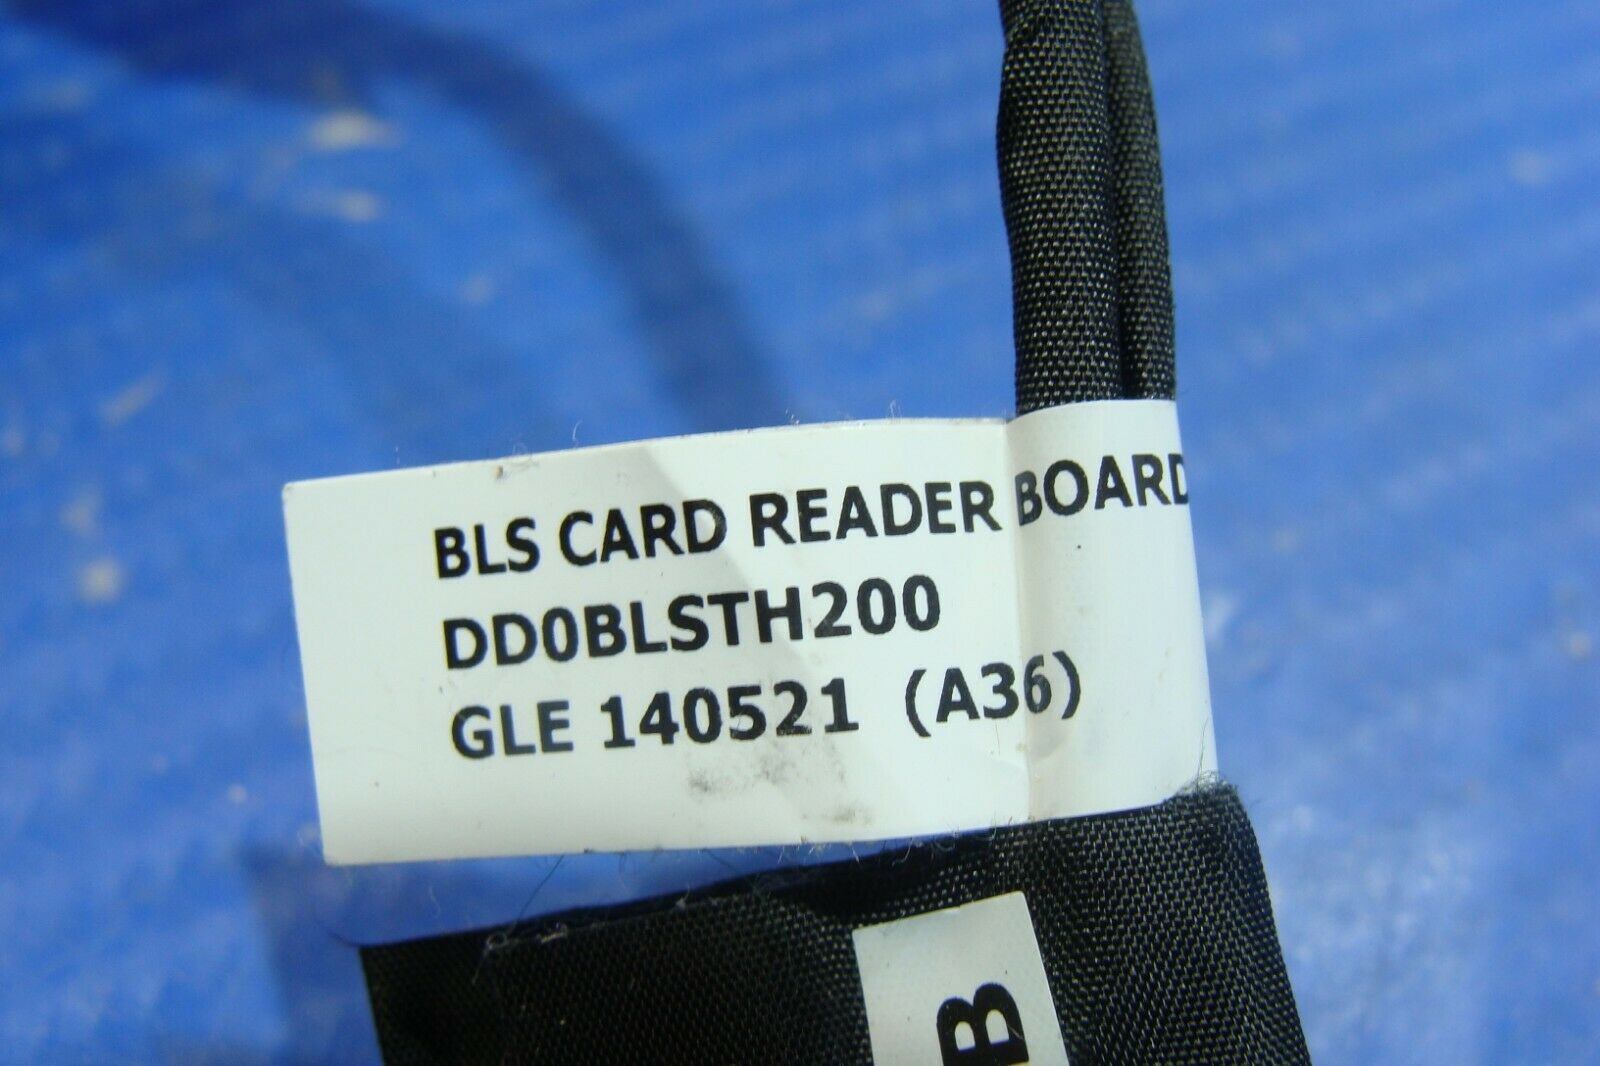 BLS CARD READER BOARD
DD0BLSTH200
GLE 140521 (A36)
B